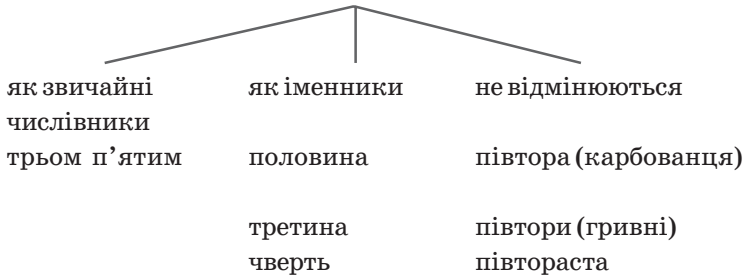 як звичайні як іменники не відмінюються
числівники
трьом п’ятим половина півтора (карбованця)
третина півтори (гривні)
чверть півтораста